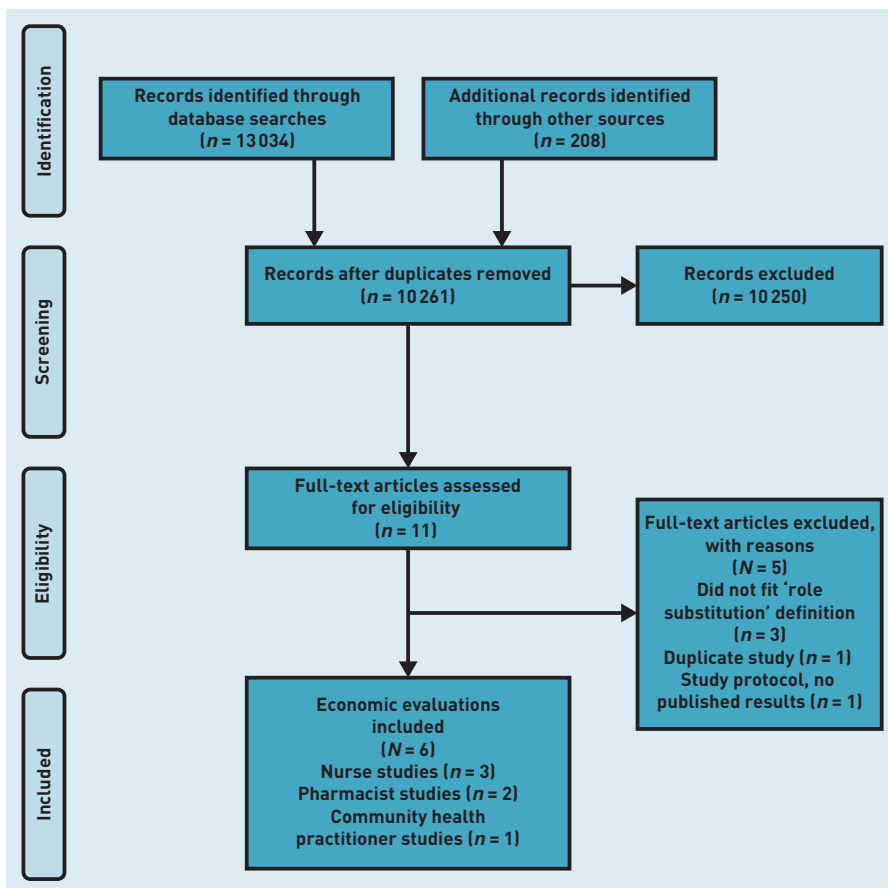 Identification
Records identified through
database searches
(n = 13 034)
Additional records identified
through other sources
(n = 208)
Screening
Records after duplicates removed
(n = 10 261)
Records excluded
(n = 10 250)
Eligibility
Full-text articles assessed
for eligibility
(n = 11)
Full-text articles excluded,
with reasons
(N = 5)
Did not fit ‘role
substitution’ definition
(n = 3)
Duplicate study (n = 1)
Study protocol, no
published results (n = 1)
Included
Economic evaluations
included
(N = 6)
Nurse studies (n = 3)
Pharmacist studies (n = 2)
Community health
practitioner studies (n = 1)